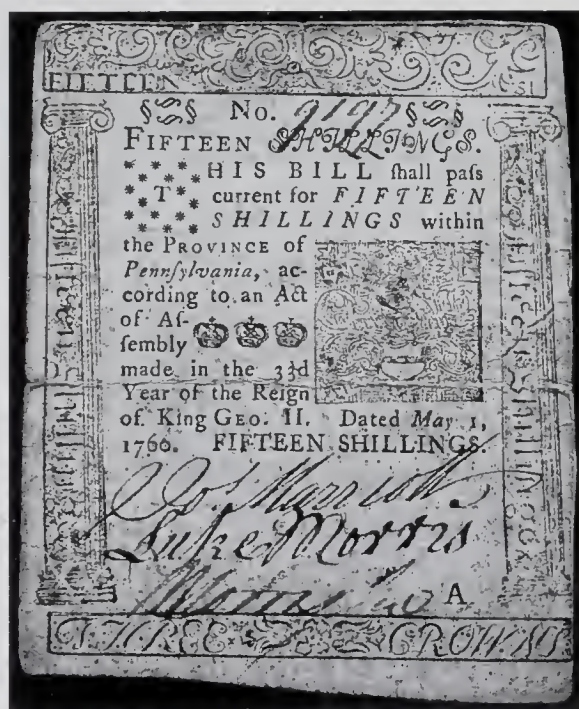 FIFTEEN
No. 9197
FIFTEEN SHILLINGS.
THIS BILL ſhall paſs
current for FIFTEEN
SHILLINGS within
the PROVINCE of
Pennſylvania, ac-
cording to an Act
of Aſ-
ſembly
made in the 33d
Year of the Reign
of King GEO. II. Dated May 1,
1760. FIFTEEN SHILLINGS.
Luke Morris
A
THREE CROWNS